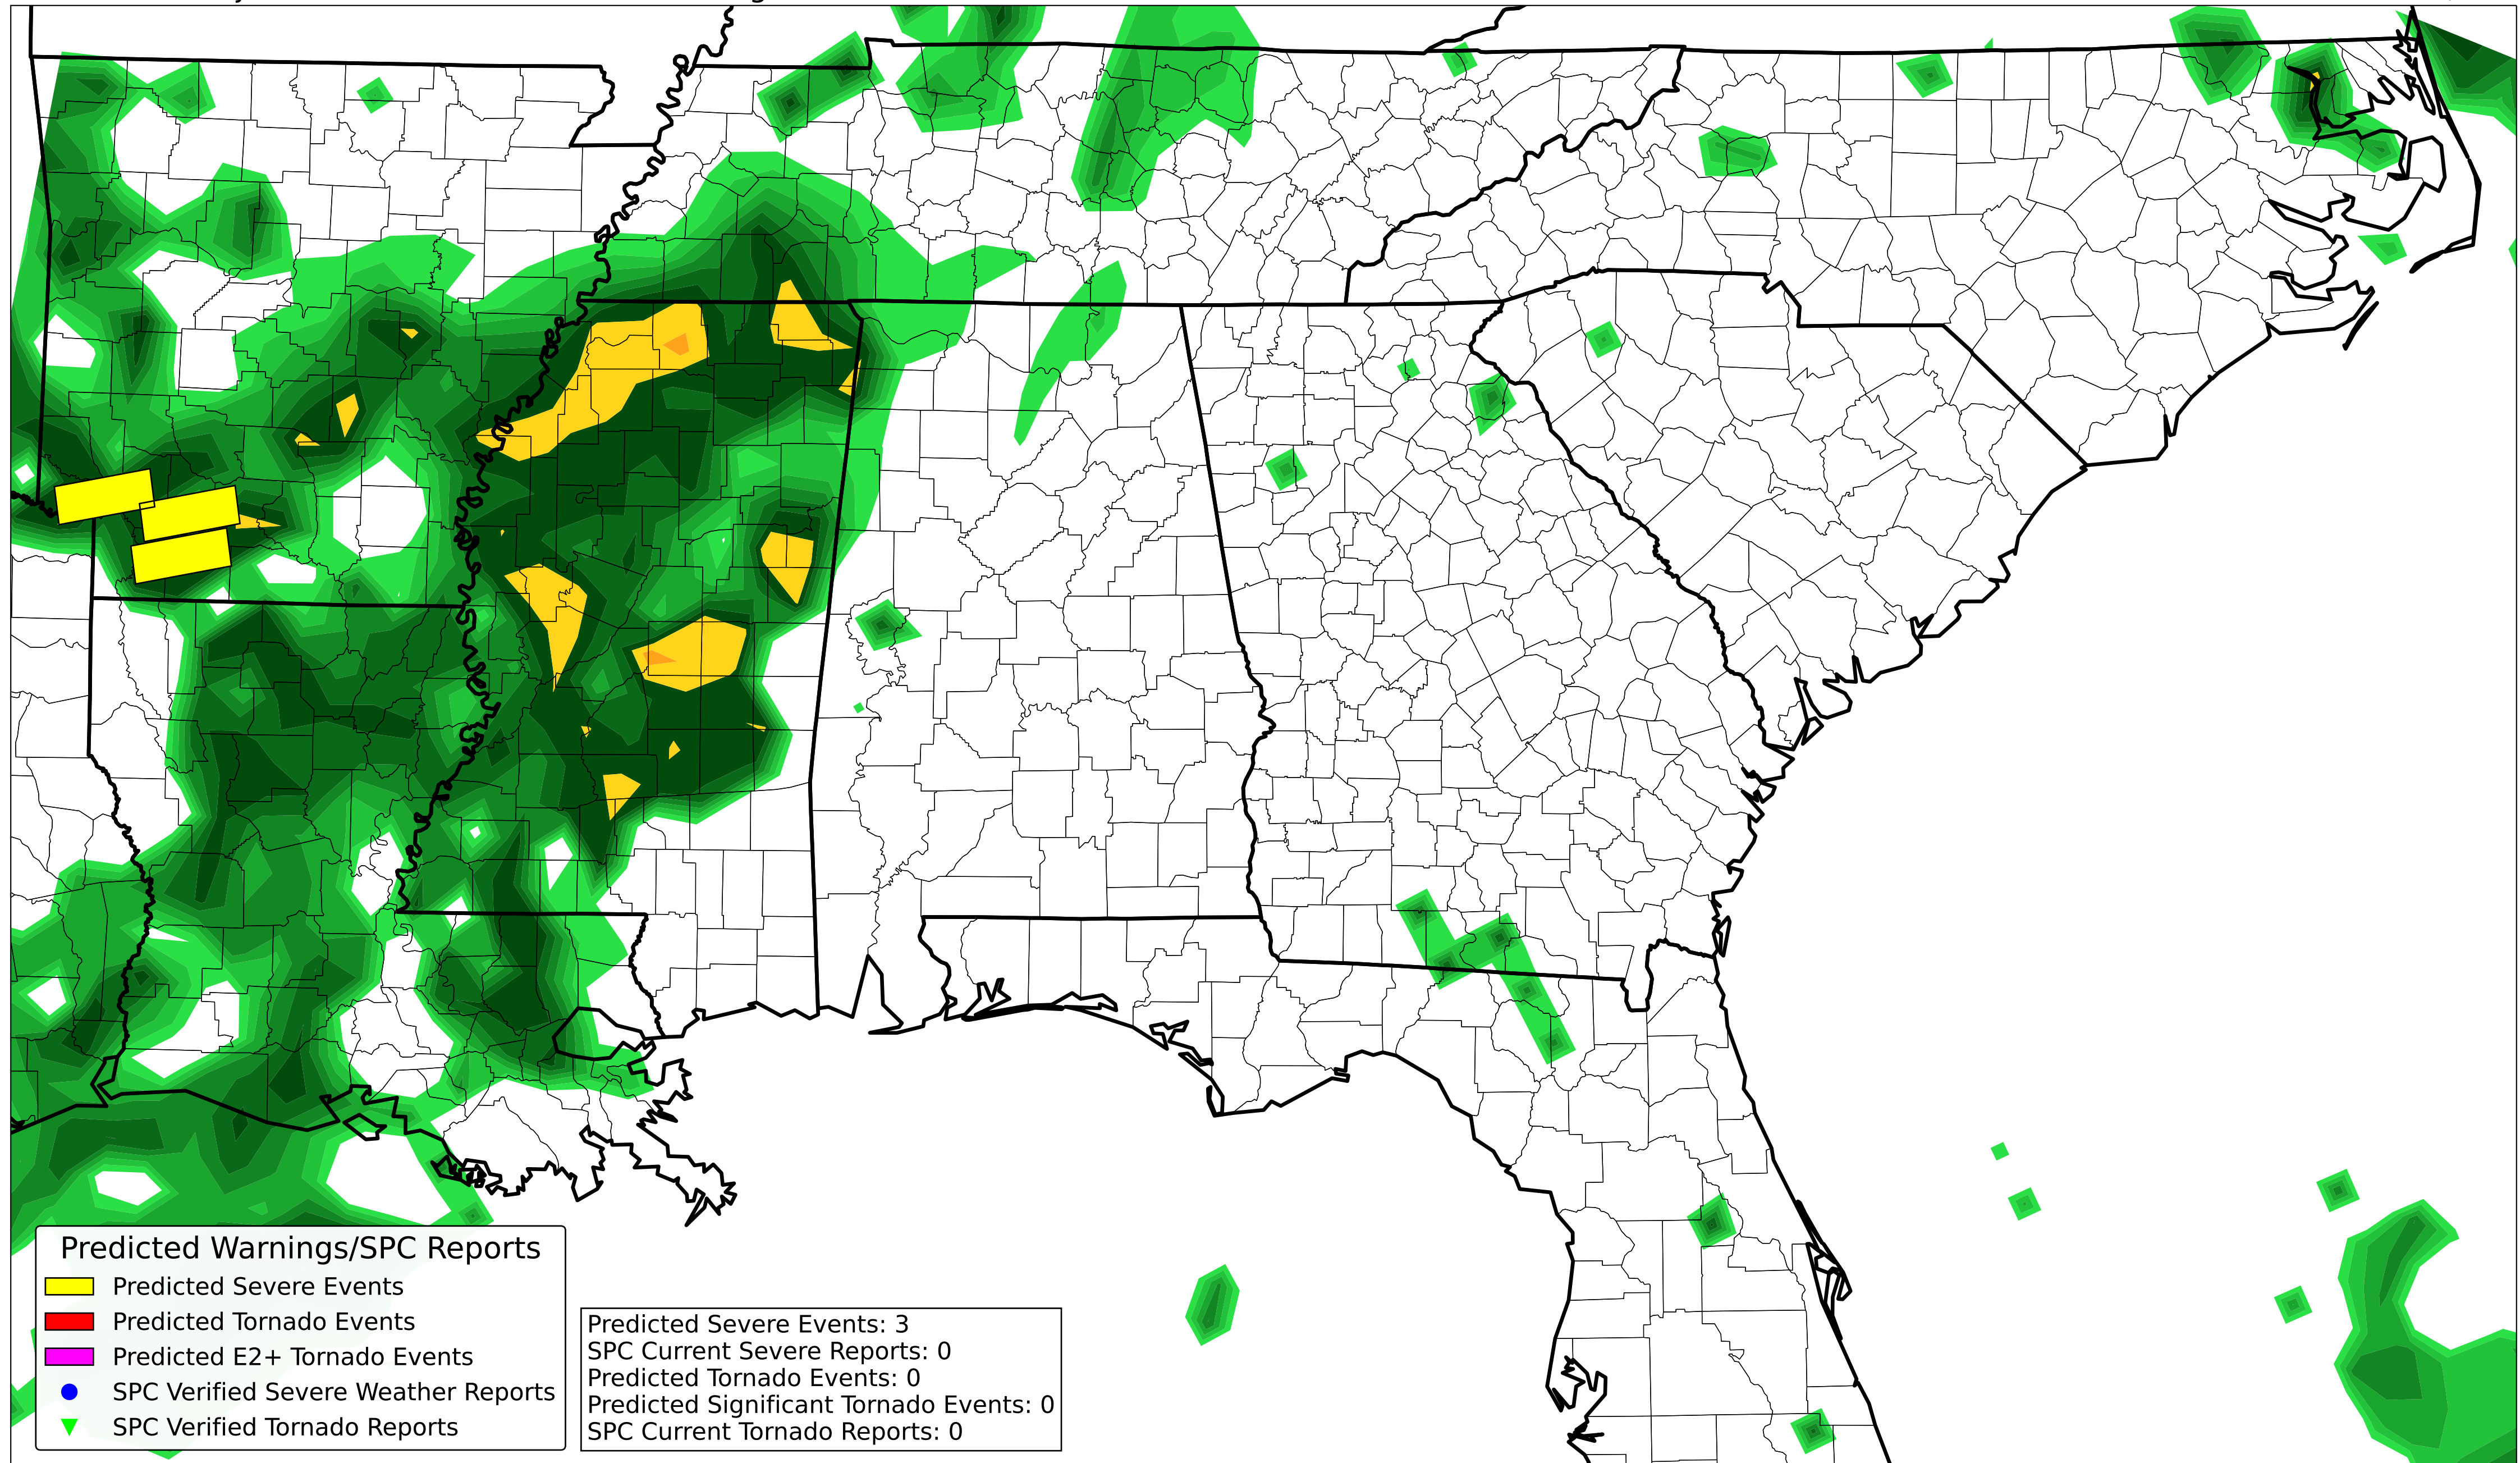 Predicted Warnings/SPC Reports
Predicted Severe Events
Predicted Tornado Events
Predicted E2+ Tornado Events
SPC Verified Severe Weather Reports
SPC Verified Tornado Reports
Predicted Severe Events: 3
SPC Current Severe Reports: 0
Predicted Tornado Events: 0
Predicted Significant Tornado Events: 0
SPC Current Tornado Reports: 0